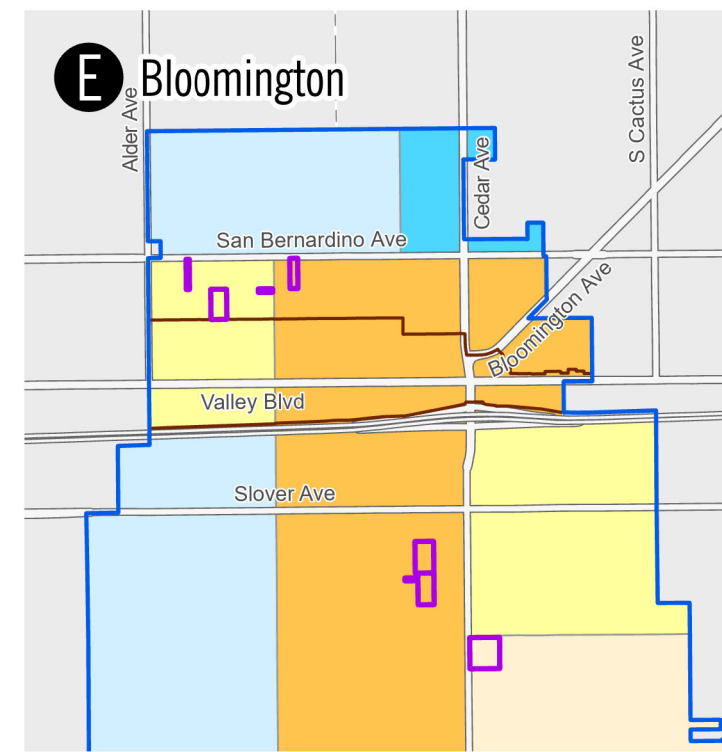 E Bloomington
Alder Ave
Cedar Ave
S Cactus Ave
San Bernardino Ave
Bloomington Ave
Valley Blvd
Slover Ave